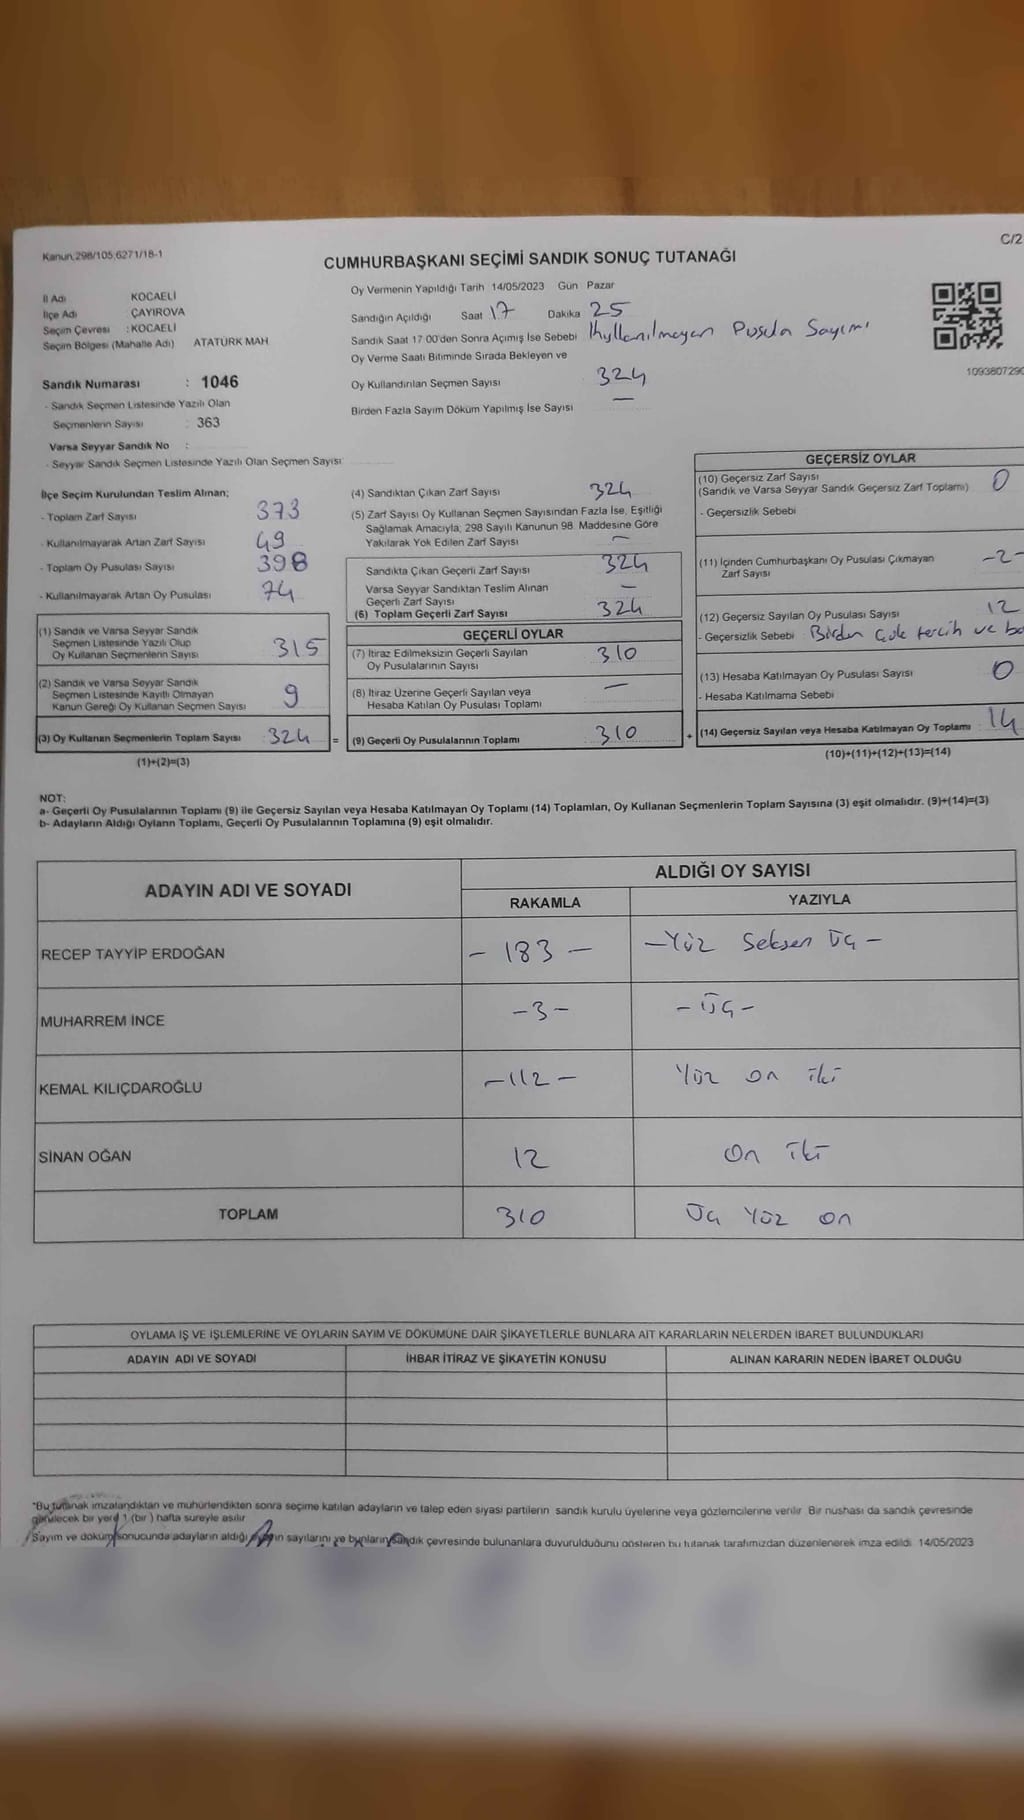 Kanun;298/105,6271/18-1
C/2
CUMHURBAŞKANI SEÇİMİ SANDIK SONUÇ TUTANAĞI
İl Adı KOCAELİ
İlçe Adı ÇAYIROVA
Seçim Çevresi : KOCAELİ
Seçim Bölgesi (Mahalle Adı) ATATÜRK MAH
Sandık Numarası : 1046
- Sandık Seçmen Listesinde Yazılı Olan
Seçmenlerin Sayısı : 363
Varsa Seyyar Sandık No :
- Seyyar Sandık Seçmen Listesinde Yazılı Olan Seçmen Sayısı
Oy Vermenin Yapıldığı Tarih 14/05/2023 Gün Pazar
Sandığın Açıldığı Saat 17 Dakika 25
Sandık Saat 17 00'den Sonra Açımış İse Sebebi Kullanılmayan Pusula Sayımı
Oy Verme Saati Bitiminde Sırada Bekleyen ve
Oy Kullandırılan Seçmen Sayısı 324
Birden Fazla Sayım Döküm Yapılmış İse Sayısı —
1093807290
İlçe Seçim Kurulundan Teslim Alınan;
- Toplam Zarf Sayısı 373
- Kullanılmayarak Artan Zarf Sayısı 49
- Toplam Oy Pusulası Sayısı 398
- Kullanılmayarak Artan Oy Pusulası 74
(1) Sandık ve Varsa Seyyar Sandık
Seçmen Listesinde Yazılı Olup
Oy Kullanan Seçmenlerin Sayısı 315
(2) Sandık ve Varsa Seyyar Sandık
Seçmen Listesinde Kayıtlı Olmayan
Kanun Gereği Oy Kullanan Seçmen Sayısı 9
(3) Oy Kullanan Seçmenlerin Toplam Sayısı 324 =
(1)+(2)=(3)
(4) Sandıktan Çıkan Zarf Sayısı 324
(5) Zarf Sayısı Oy Kullanan Seçmen Sayısından Fazla İse, Eşitliği
Sağlamak Amacıyla; 298 Sayılı Kanunun 98. Maddesine Göre
Yakılarak Yok Edilen Zarf Sayısı —
Sandıkta Çıkan Geçerli Zarf Sayısı 324
Varsa Seyyar Sandıktan Teslim Alınan
Geçerli Zarf Sayısı —
(6) Toplam Geçerli Zarf Sayısı 324
GEÇERLİ OYLAR
(7) İtiraz Edilmeksizin Geçerli Sayılan 310
Oy Pusulalarının Sayısı
(8) İtiraz Üzerine Geçerli Sayılan veya —
Hesaba Katılan Oy Pusulası Toplamı
(9) Geçerli Oy Pusulalarının Toplamı 310 +
GEÇERSİZ OYLAR
(10) Geçersiz Zarf Sayısı 0
(Sandık ve Varsa Seyyar Sandık Geçersiz Zarf Toplamı)
- Geçersizlik Sebebi
(11) İçinden Cumhurbaşkanı Oy Pusulası Çıkmayan -2-
Zarf Sayısı
(12) Geçersiz Sayılan Oy Pusulası Sayısı 12
- Geçersizlik Sebebi Birden çok tercih ve bo
(13) Hesaba Katılmayan Oy Pusulası Sayısı 0
- Hesaba Katılmama Sebebi
(14) Geçersiz Sayılan veya Hesaba Katılmayan Oy Toplamı 14
(10)+(11)+(12)+(13)=(14)
NOT:
a- Geçerli Oy Pusulalarının Toplamı (9) ile Geçersiz Sayılan veya Hesaba Katılmayan Oy Toplamı (14) Toplamları, Oy Kullanan Seçmenlerin Toplam Sayısına (3) eşit olmalıdır. (9)+(14)=(3)
b- Adayların Aldığı Oyların Toplamı, Geçerli Oy Pusulalarının Toplamına (9) eşit olmalıdır.
ADAYIN ADI VE SOYADI
ALDIĞI OY SAYISI
RAKAMLA YAZIYLA
RECEP TAYYİP ERDOĞAN - 183 - - Yüz Seksen Üç -
MUHARREM İNCE -3- - Üç -
KEMAL KILIÇDAROĞLU -112- Yüz on iki
SİNAN OĞAN 12 On iki
TOPLAM 310 Üç Yüz on
OYLAMA İŞ VE İŞLEMLERİNE VE OYLARIN SAYIM VE DÖKÜMÜNE DAİR ŞİKAYETLERLE BUNLARA AİT KARARLARIN NELERDEN İBARET BULUNDUKLARI
ADAYIN ADI VE SOYADI İHBAR İTİRAZ VE ŞİKAYETİN KONUSU ALINAN KARARIN NEDEN İBARET OLDUĞU
*Bu tutanak imzalandıktan ve mühürlendikten sonra seçime katılan adayların ve talep eden siyasi partilerin sandık kurulu üyelerine veya gözlemcilerine verilir Bir nüshası da sandık çevresinde
görülecek bir yere 1 (bir) hafta süreyle asılır
Sayım ve döküm sonucunda adayların aldığı sayılarını ve bunların sandık çevresinde bulunanlara duyurulduğunu gösteren bu tutanak tarafımızdan düzenlenerek imza edildi. 14/05/2023